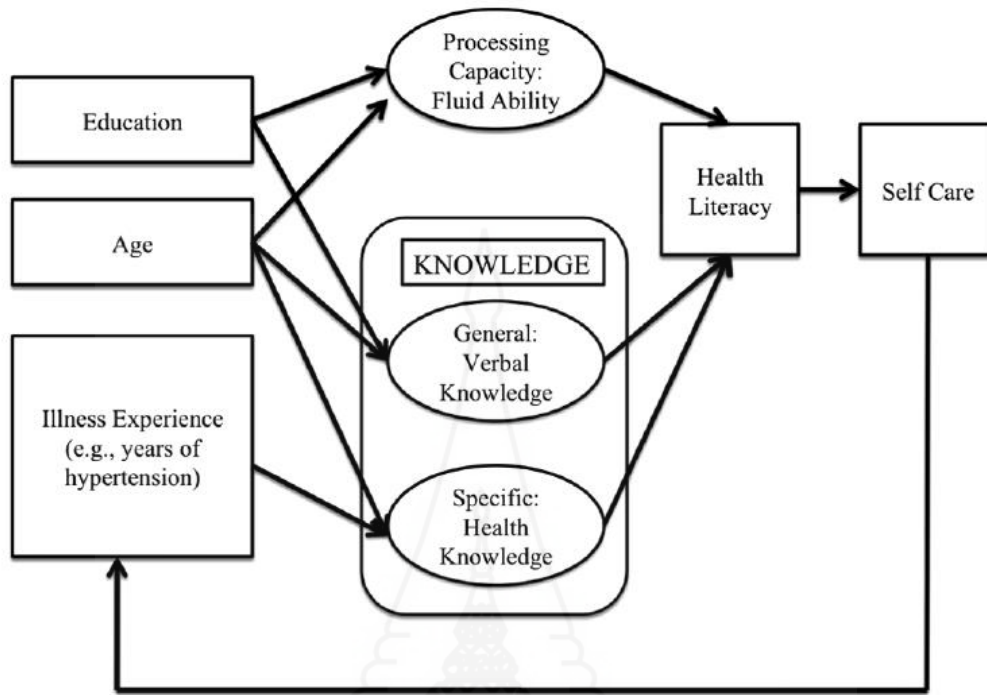 Processing
Capacity:
Fluid Ability
Education
Health
Literacy
Self Care
Age
KNOWLEDGE
General:
Verbal
Knowledge
Illness Experience
(e.g., years of
hypertension)
Specific:
Health
Knowledge